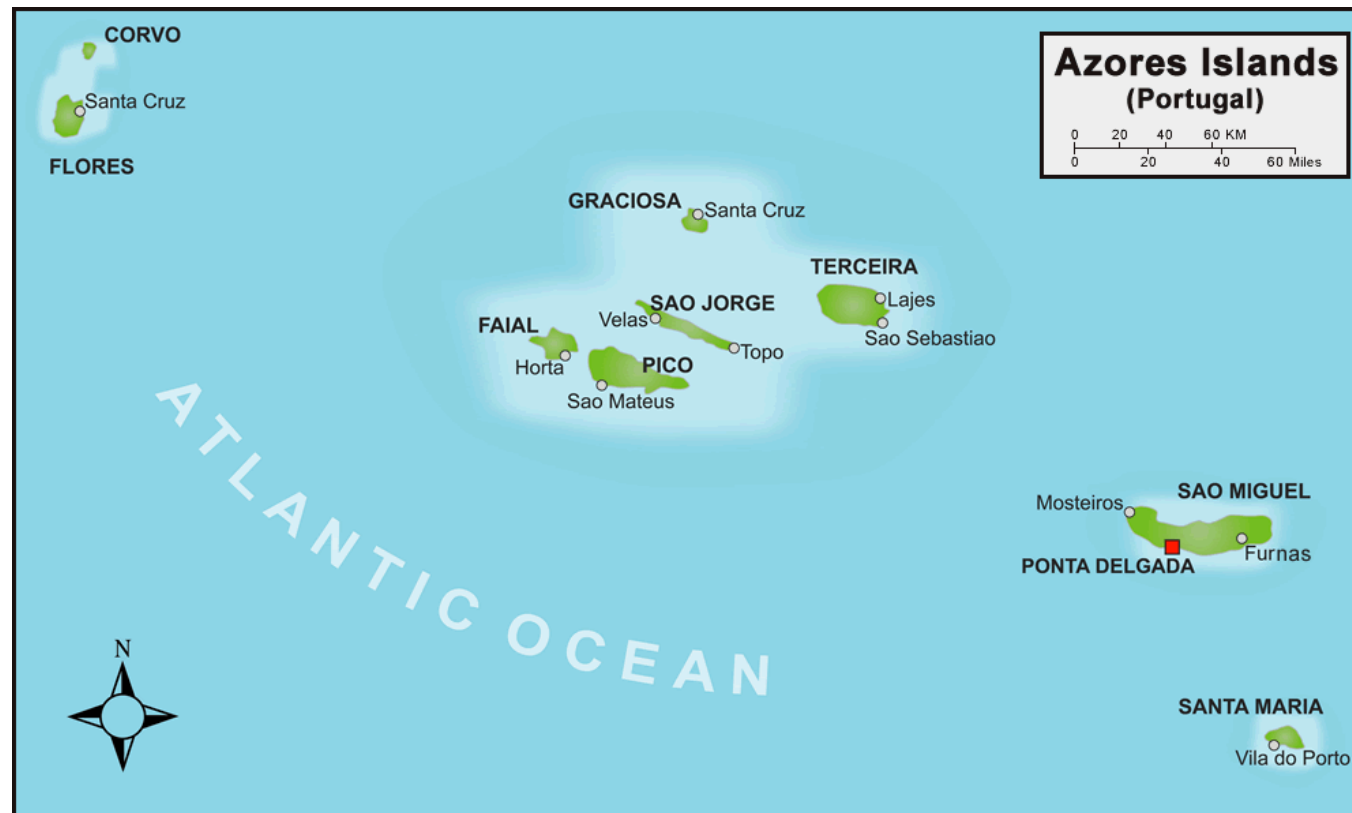 CORVO
Santa Cruz
FLORES
Azores Islands
(Portugal)
0 20 40 60 KM
0 20 40 60 Miles
GRACIOSA
Santa Cruz
TERCEIRA
Lajes
Sao Sebastiao
SAO JORGE
Velas
Topo
FAIAL
Horta
PICO
Sao Mateus
ATLANTIC OCEAN
SAO MIGUEL
Mosteiros
Furnas
PONTA DELGADA
N
SANTA MARIA
Vila do Porto